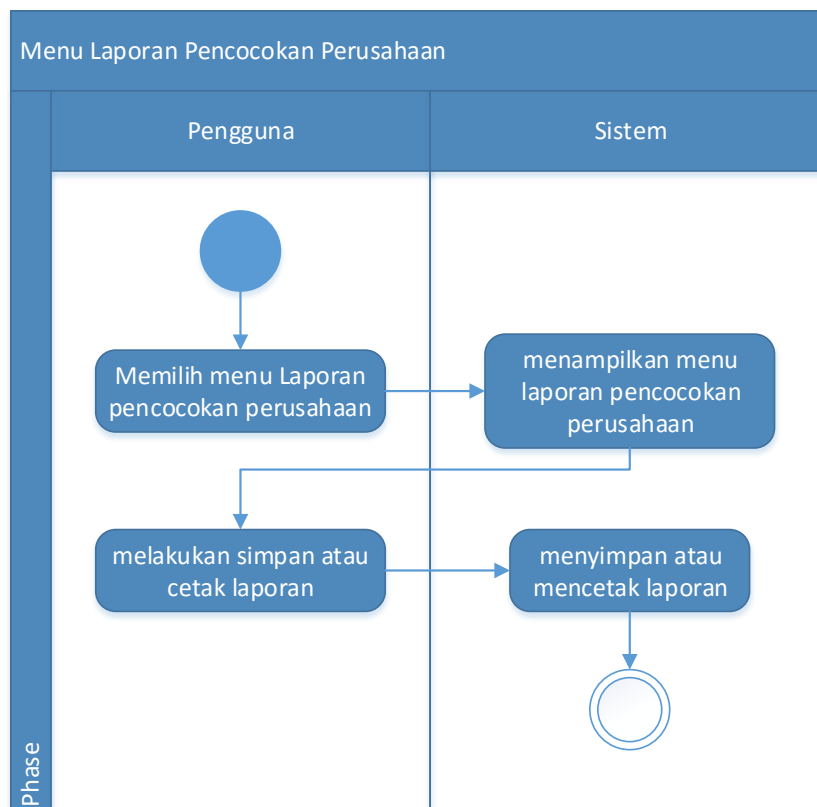 Menu Laporan Pencocokan Perusahaan
Pengguna
Sistem
Memilih menu Laporan
pencocokan perusahaan
menampilkan menu
laporan pencocokan
perusahaan
melakukan simpan atau
cetak laporan
menyimpan atau
mencetak laporan
Phase